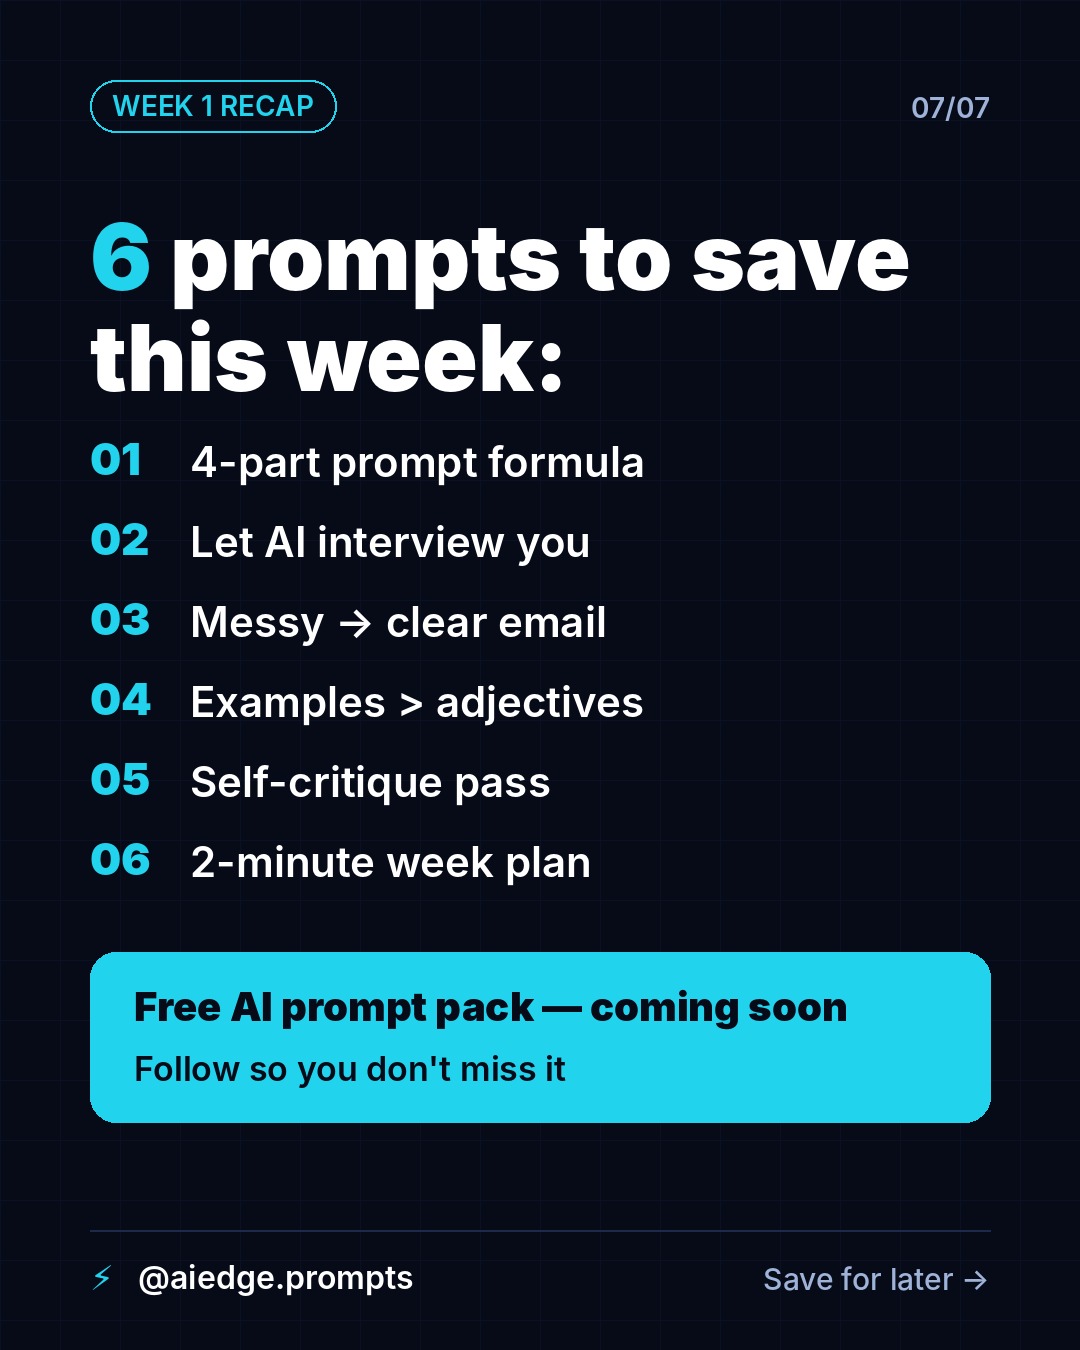 WEEK 1 RECAP
07/07
6 prompts to save
this week:
01 4-part prompt formula
02 Let AI interview you
03 Messy → clear email
04 Examples > adjectives
05 Self-critique pass
06 2-minute week plan
Free AI prompt pack — coming soon
Follow so you don't miss it
⚡ @aiedge.prompts
Save for later →